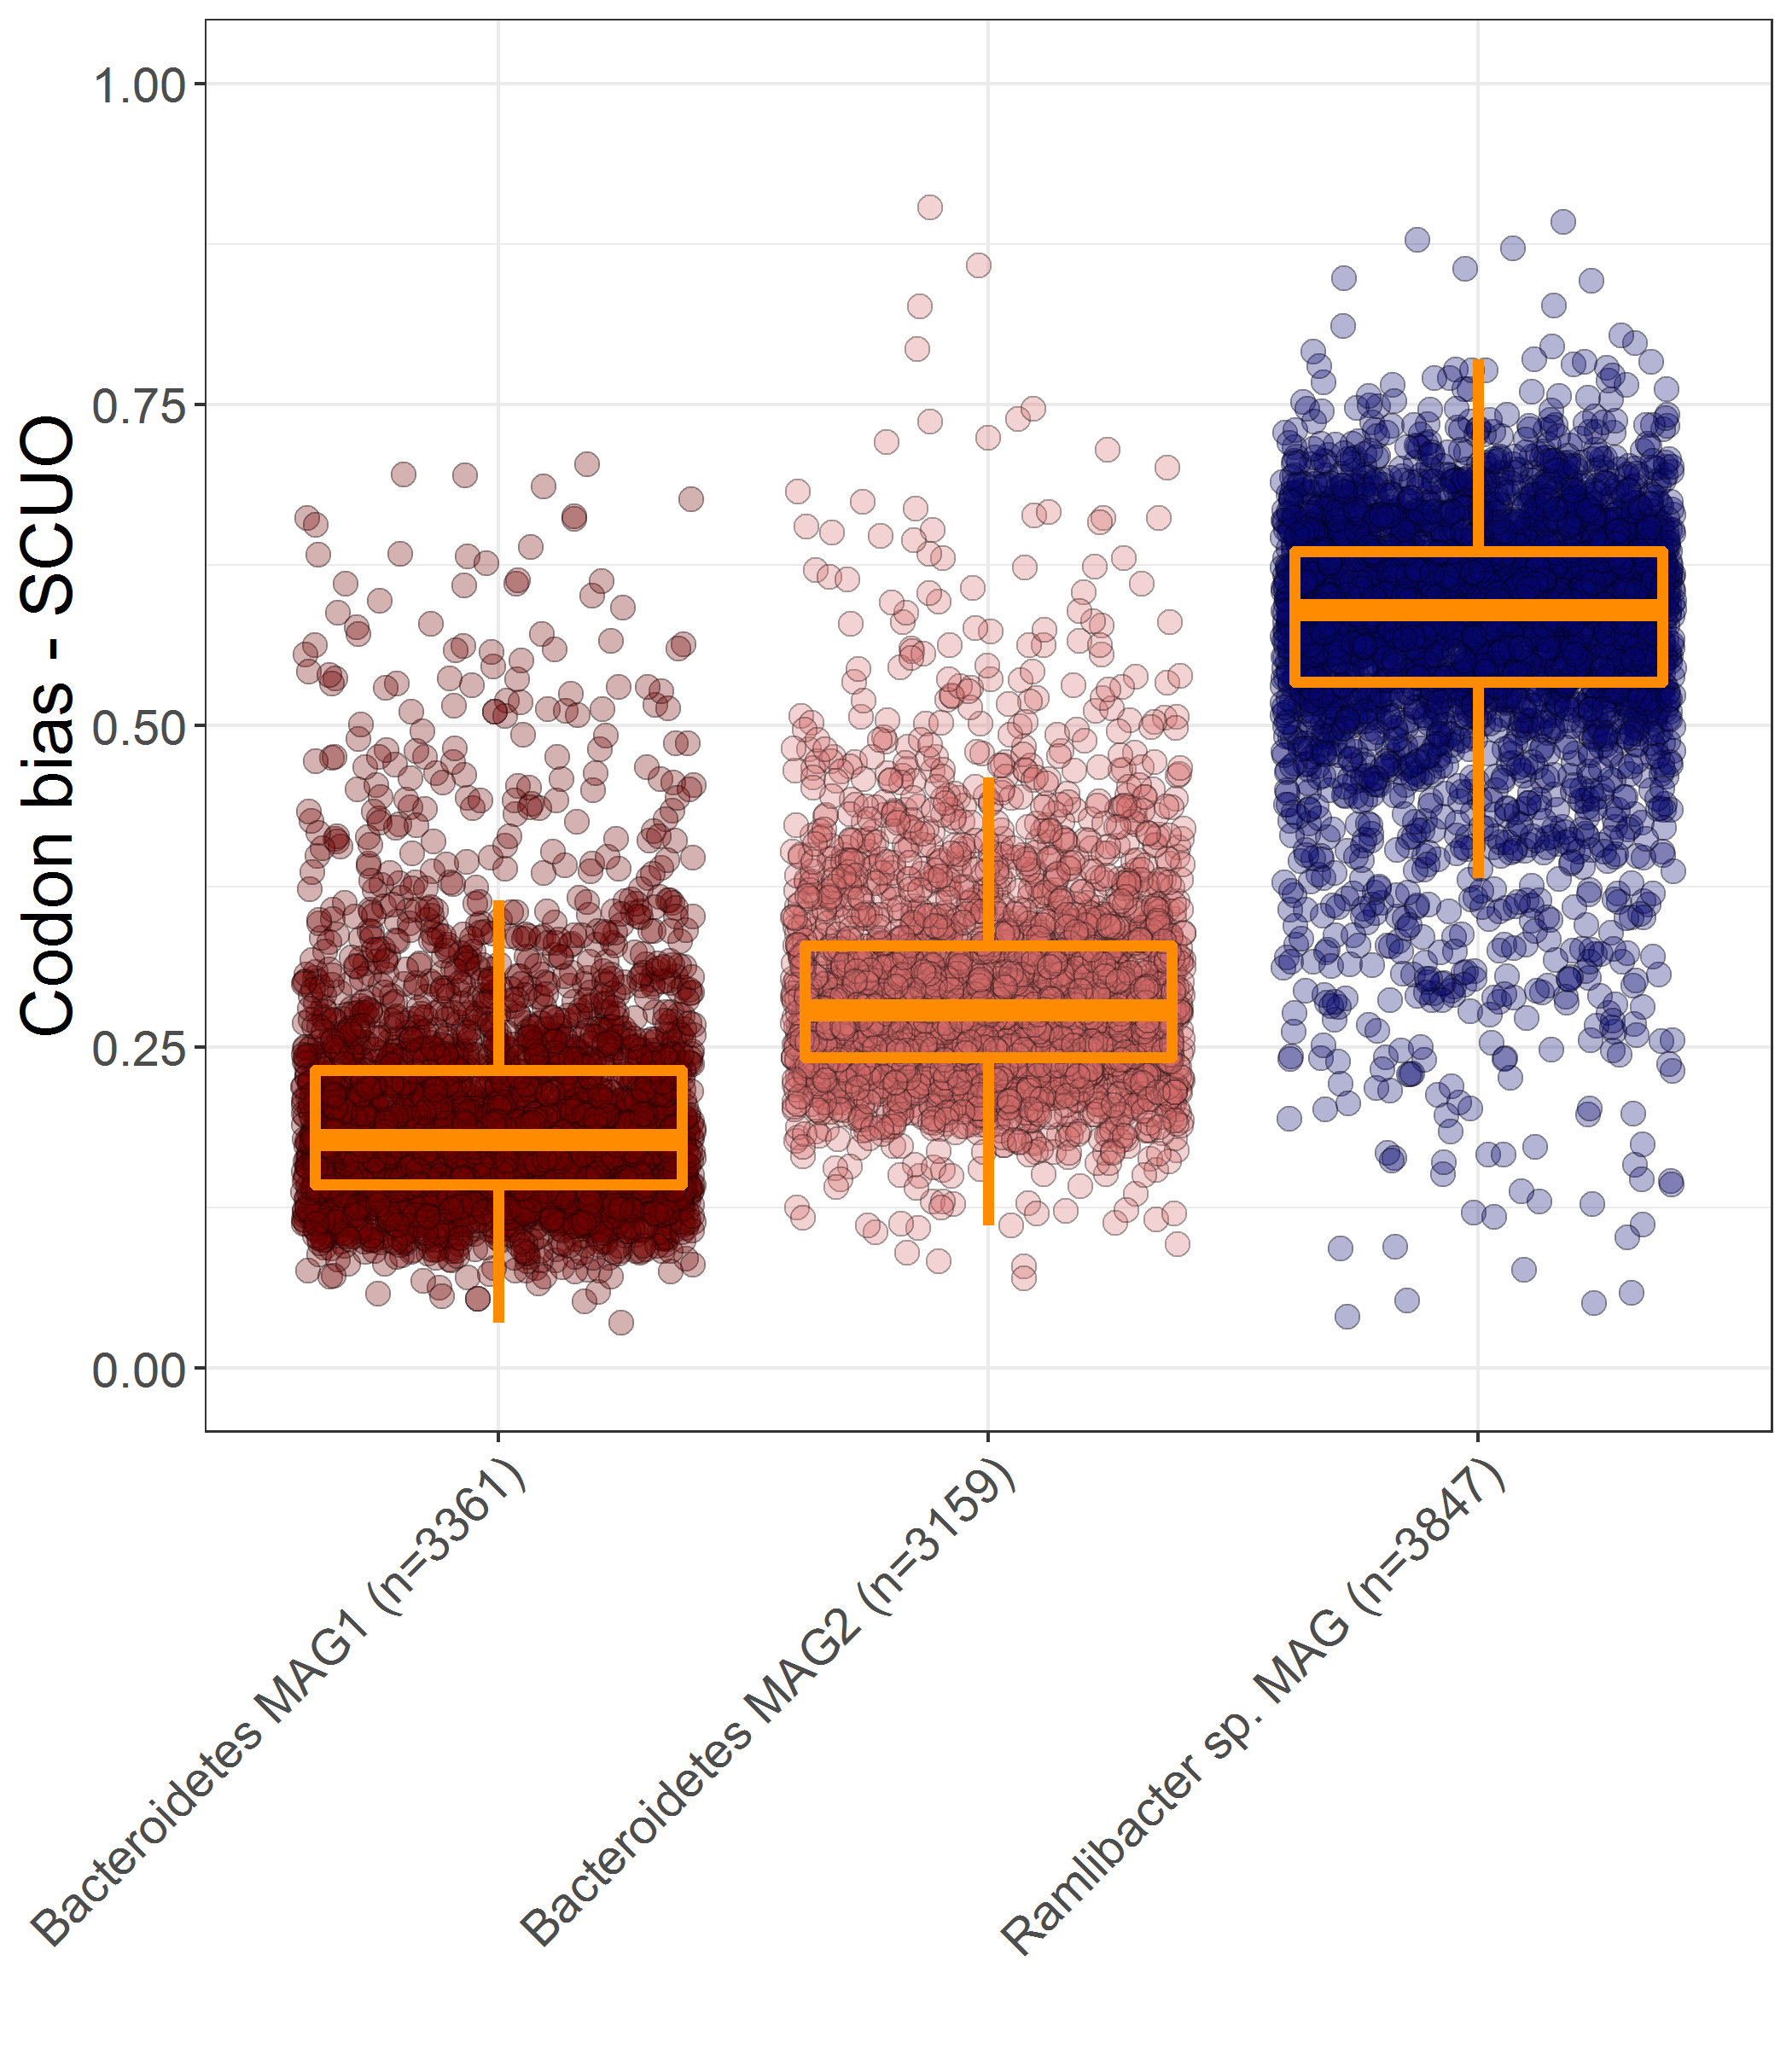 Codon bias - SCUO
1.00
0.75
0.50
0.25
0.00
Bacteroidetes MAG1 (n=3361)
Bacteroidetes MAG2 (n=3159)
Ramlibacter sp. MAG (n=3847)